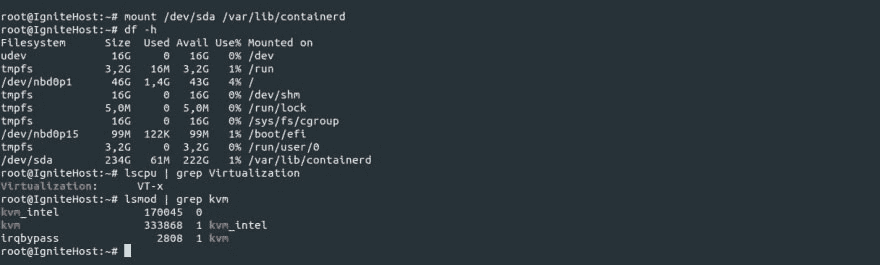 root@IgniteHost:~# mount /dev/sda /var/lib/containerd
root@IgniteHost:~# df -h
Filesystem      Size  Used Avail Use% Mounted on
udev             16G     0   16G   0% /dev
tmpfs           3,2G   16M  3,2G   1% /run
/dev/nbd0p1      46G  1,4G   43G   4% /
tmpfs            16G     0   16G   0% /dev/shm
tmpfs           5,0M     0  5,0M   0% /run/lock
tmpfs            16G     0   16G   0% /sys/fs/cgroup
/dev/nbd0p15     99M  122K   99M   1% /boot/efi
tmpfs           3,2G     0  3,2G   0% /run/user/0
/dev/sda        234G   61M  222G   1% /var/lib/containerd
root@IgniteHost:~# lscpu | grep Virtualization
Virtualization:      VT-x
root@IgniteHost:~# lsmod | grep kvm
kvm_intel             170045  0
kvm                   333868  1 kvm_intel
irqbypass               2808  1 kvm
root@IgniteHost:~#